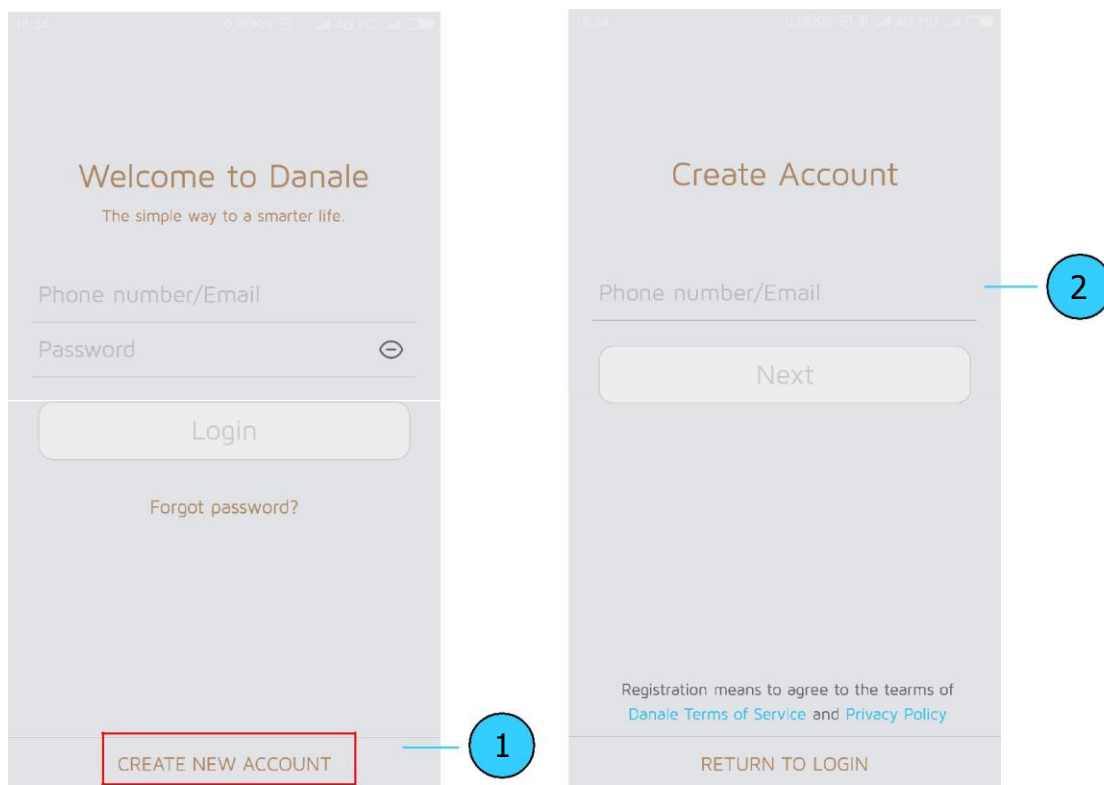 18:34
Welcome to Danale
The simple way to a smarter life.
Phone number/Email
Password
Login
Forgot password?
CREATE NEW ACCOUNT
1
18:34
Create Account
Phone number/Email
2
Next
Registration means to agree to the tearms of
Danale Terms of Service and Privacy Policy
RETURN TO LOGIN